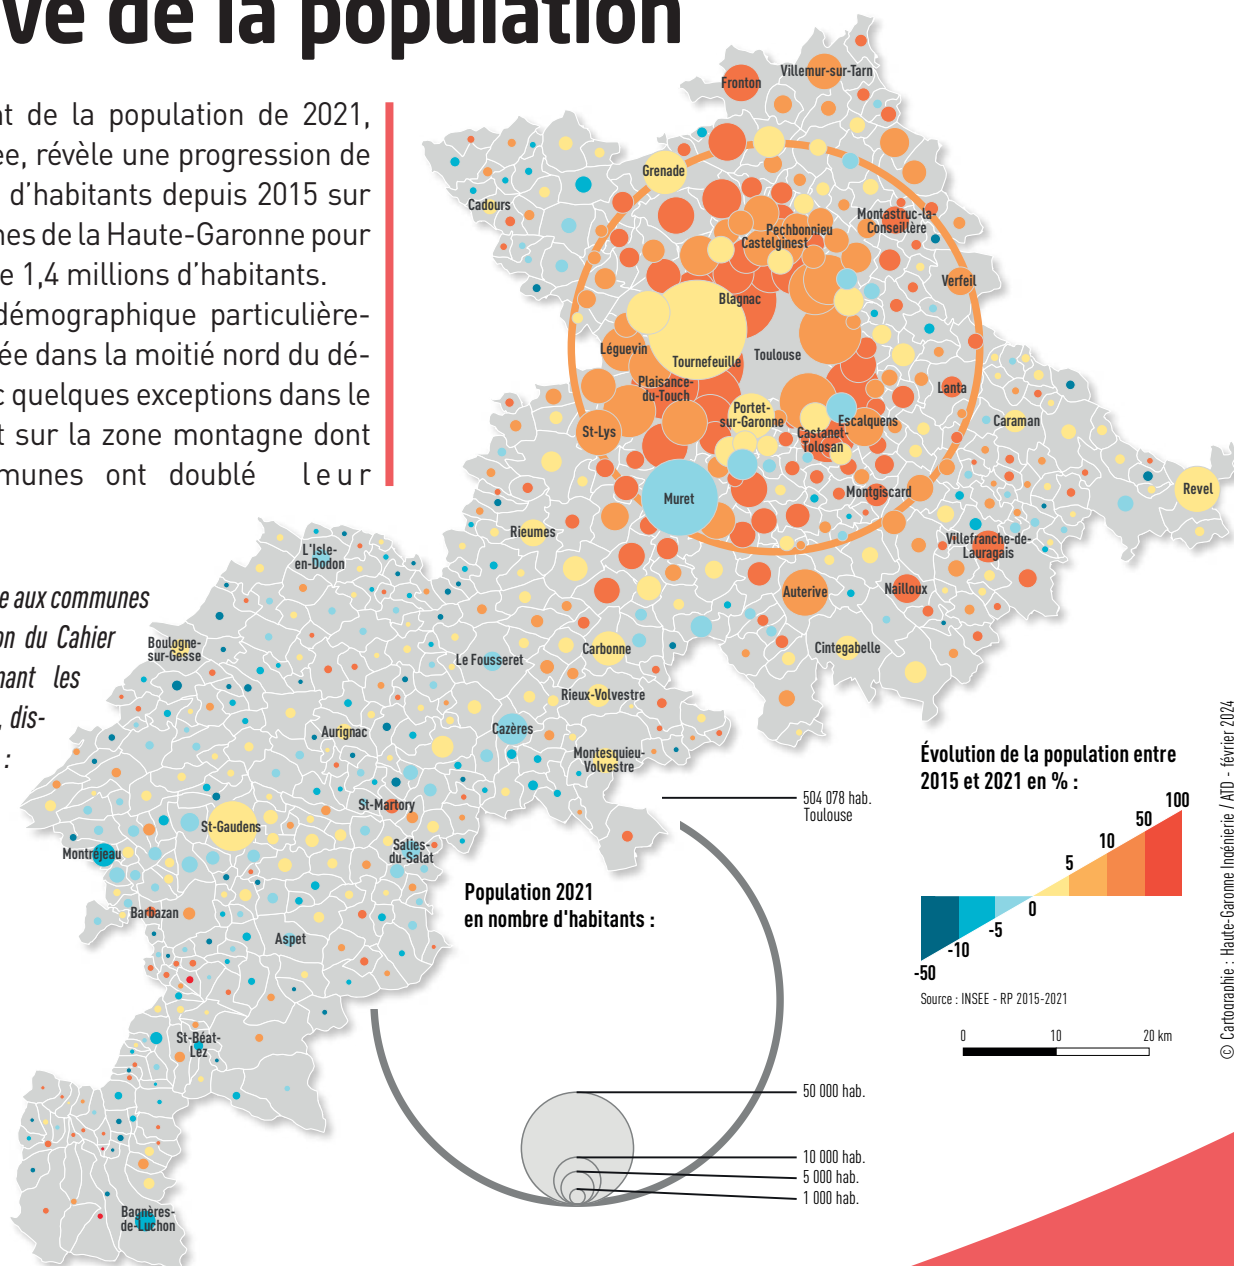 ve de la population
t de la population de 2021,
ee, révèle une progression de
d'habitants depuis 2015 sur
nes de la Haute-Garonne pour
e 1,4 millions d'habitants.
démographique particulière-
ée dans la moitié nord du dé-
c quelques exceptions dans le
t sur la zone montagne dont
munes ont doublé leur
e aux communes
on du Cahier
nant les
, dis-
:
Villemur-sur-Tarn
Fronton
Grenade
Cadours
Montastruc-la-
Conseillère
Pechbonnieu
Castelginest
Verfeil
Blagnac
Léguevin
Tournefeuille
Toulouse
Plaisance-
du-Touch
Lanta
Portet-
sur-Garonne
Escalquens
Caraman
St-Lys
Castanet-
Tolosan
Muret
Montgiscard
Revel
Rieumes
Villefranche-de-
Lauragais
L'Isle-
en-Dodon
Auterive
Nailloux
Boulogne-
sur-Gesse
Le Fousseret
Carbonne
Cintegabelle
Rieux-Volvestre
Aurignac
Cazères
Montesquieu-
Volvestre
St-Martory
St-Gaudens
Montréjeau
Salies-
du-Salat
Barbazan
Aspet
St-Béat-
Lez
Bagnères-
de-Luchon
Évolution de la population entre
2015 et 2021 en % :
100
50
10
5
0
-5
-10
-50
Source : INSEE - RP 2015-2021
0 10 20 km
504 078 hab.
Toulouse
Population 2021
en nombre d'habitants :
50 000 hab.
10 000 hab.
5 000 hab.
1 000 hab.
© Cartographie : Haute-Garonne Ingénierie / ATD - février 2024